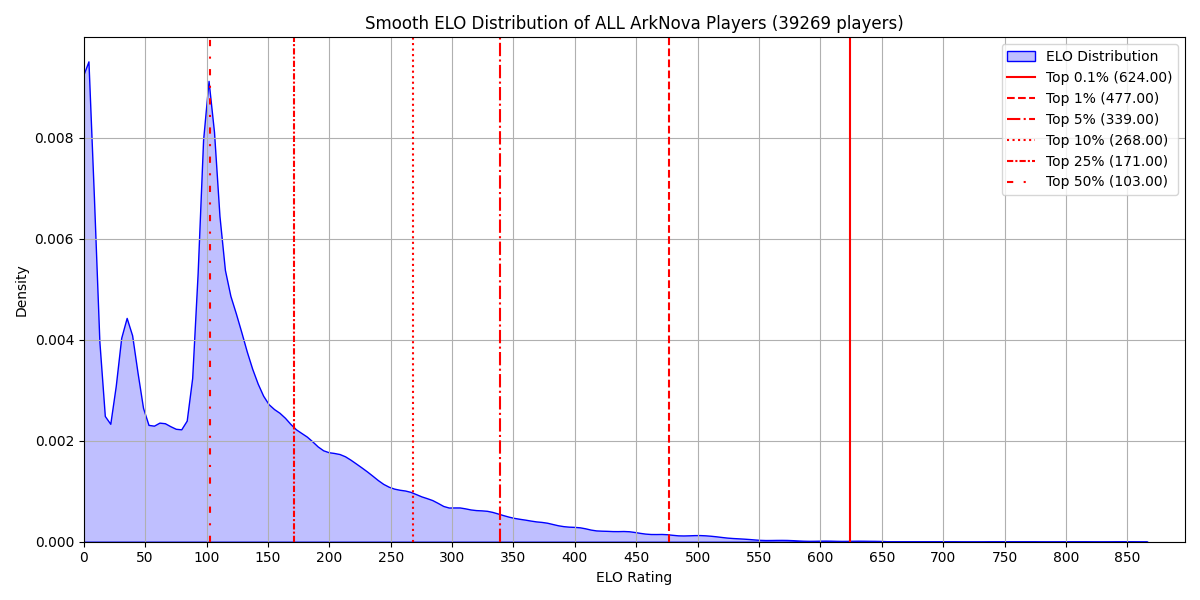 Smooth ELO Distribution of ALL ArkNova Players (39269 players)
ELO Distribution
Top 0.1% (624.00)
Top 1% (477.00)
Top 5% (339.00)
Top 10% (268.00)
Top 25% (171.00)
Top 50% (103.00)
Density
0.008
0.006
0.004
0.002
0.000
0 50 100 150 200 250 300 350 400 450 500 550 600 650 700 750 800 850
ELO Rating